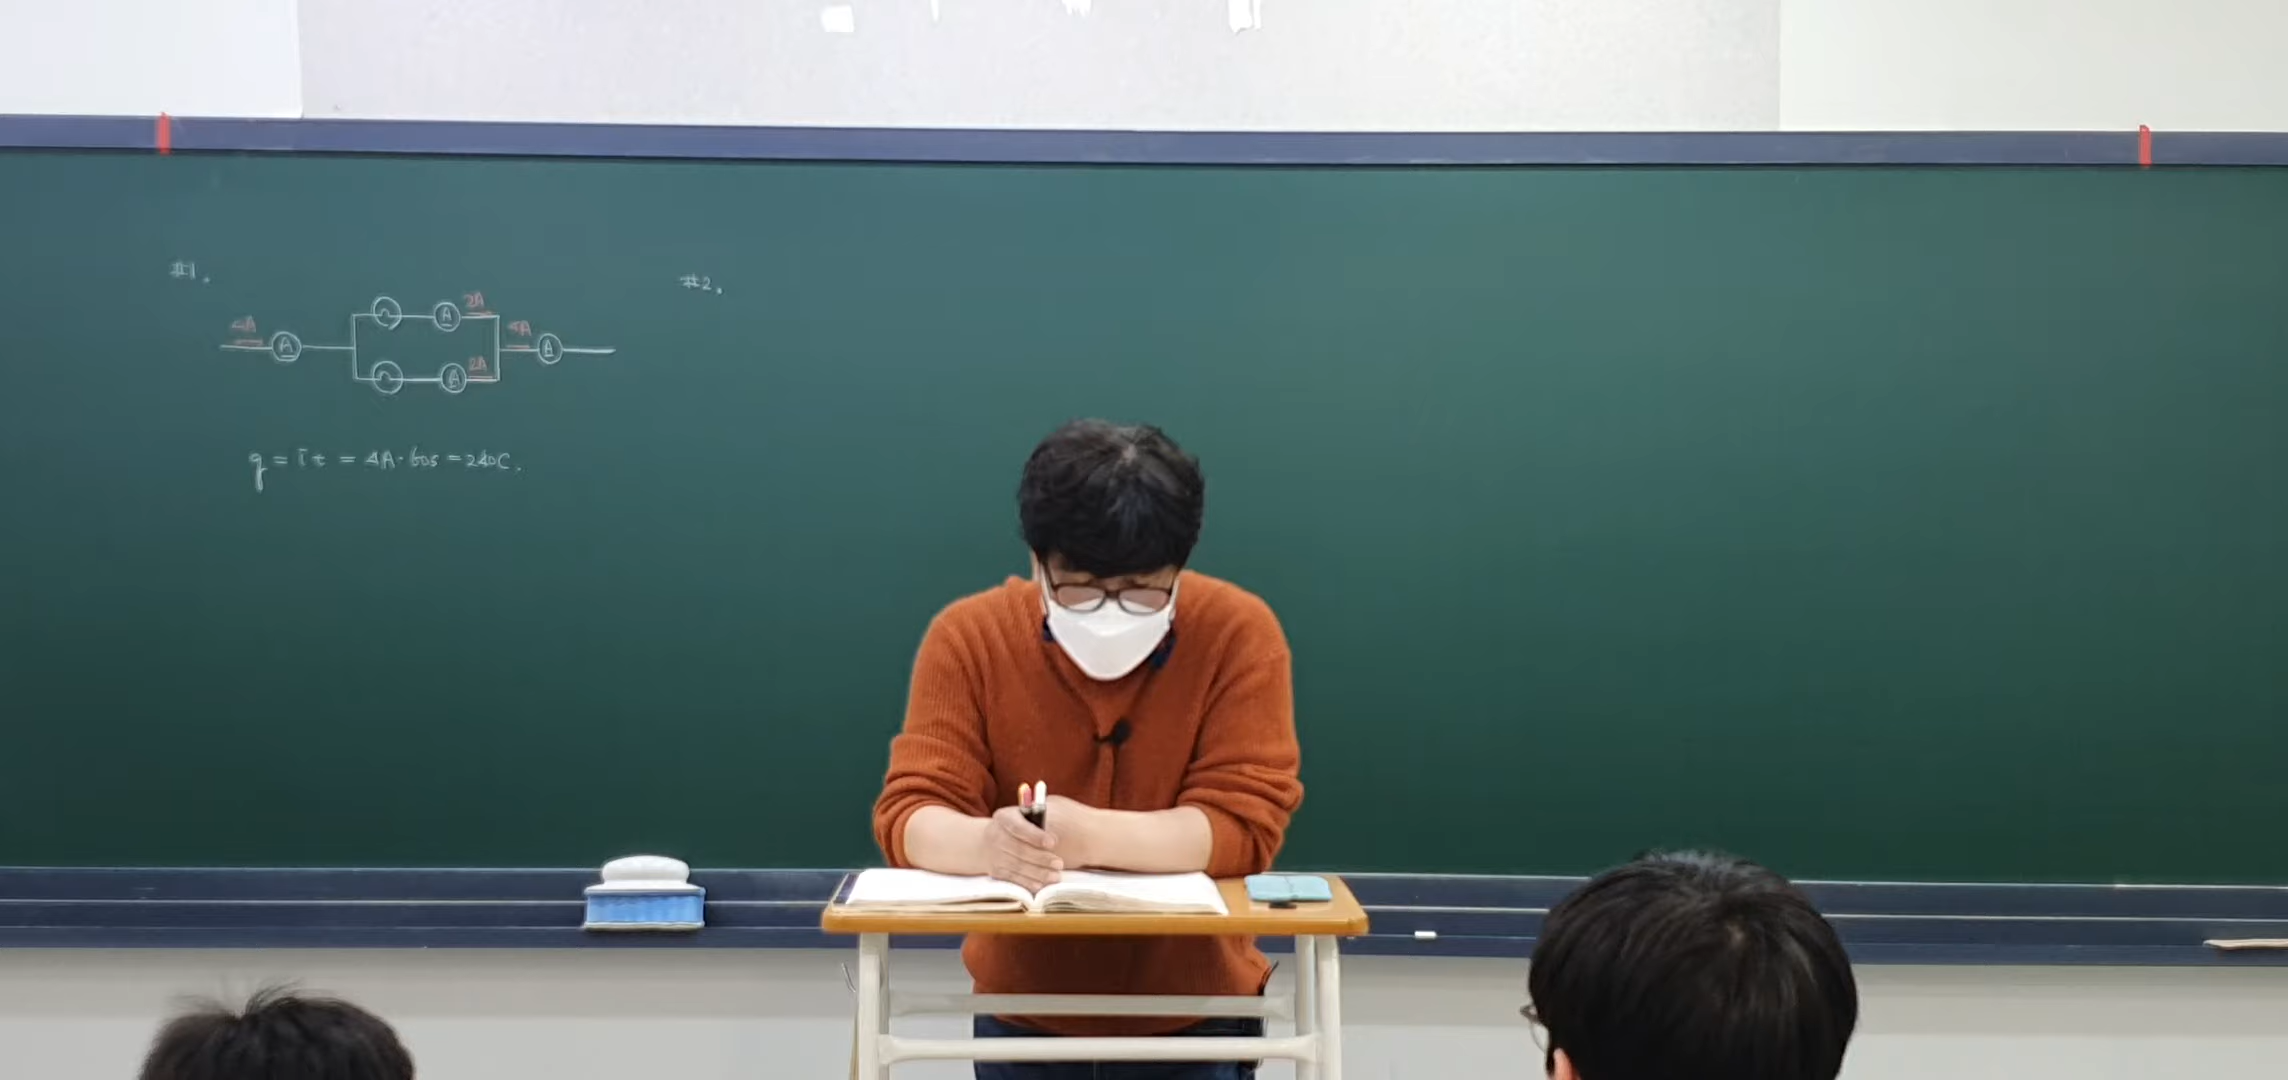 #1.
#2.
2A
4A
4A
A
A
A
2A
A
q = it = 4A·60s = 240C.